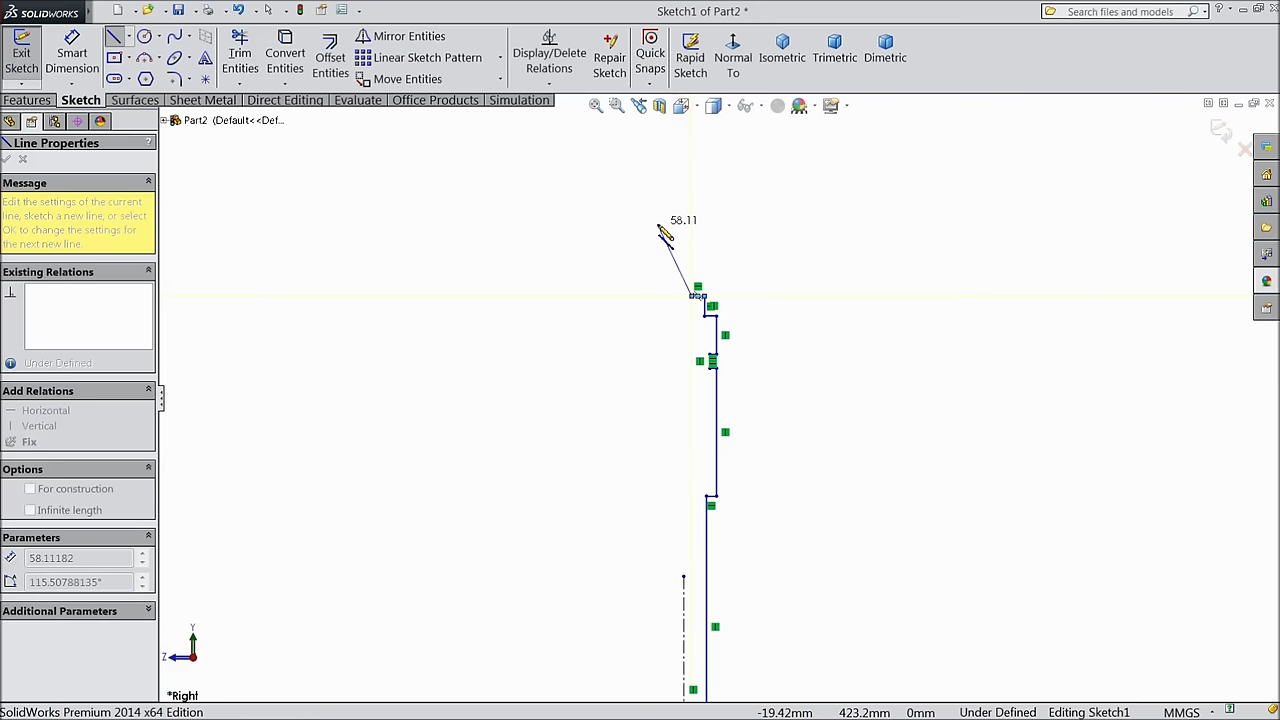 SOLIDWORKS
Sketch1 of Part2 *
Search files and models
Exit Sketch
Smart Dimension
Trim Entities
Convert Entities
Offset Entities
Mirror Entities
Linear Sketch Pattern
Move Entities
Display/Delete Relations
Repair Sketch
Quick Snaps
Rapid Sketch
Normal To
Isometric
Trimetric
Dimetric
Features
Sketch
Surfaces
Sheet Metal
Direct Editing
Evaluate
Office Products
Simulation
Part2 (Default<<Def...
Line Properties
?
Message
Edit the settings of the current
line, sketch a new line, or select
OK to change the settings for
the next new line.
Existing Relations
Under Defined
Add Relations
Horizontal
Vertical
Fix
Options
For construction
Infinite length
Parameters
58.11182
115.50788135°
Additional Parameters
58.11
Y
Z
*Right
SolidWorks Premium 2014 x64 Edition
-19.42mm
423.2mm
0mm
Under Defined
Editing Sketch1
MMGS